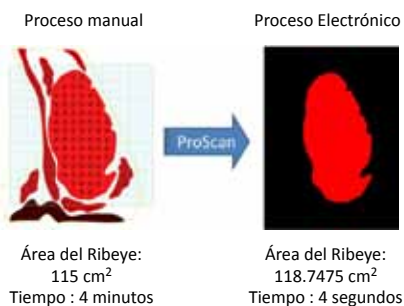 Proceso manual
Proceso Electrónico
ProScan
Área del Ribeye:
115 cm²
Tiempo : 4 minutos
Área del Ribeye:
118.7475 cm²
Tiempo : 4 segundos